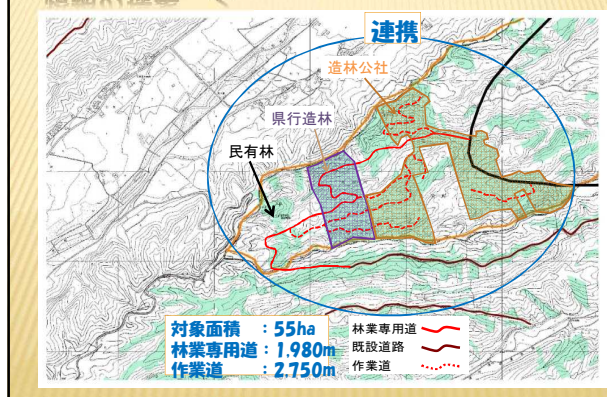 連携
造林公社
県行造林
民有林
対象面積 : 55ha
林業専用道 : 1.980m
作業道 : 2.750m
林業専用道
既設道路
作業道